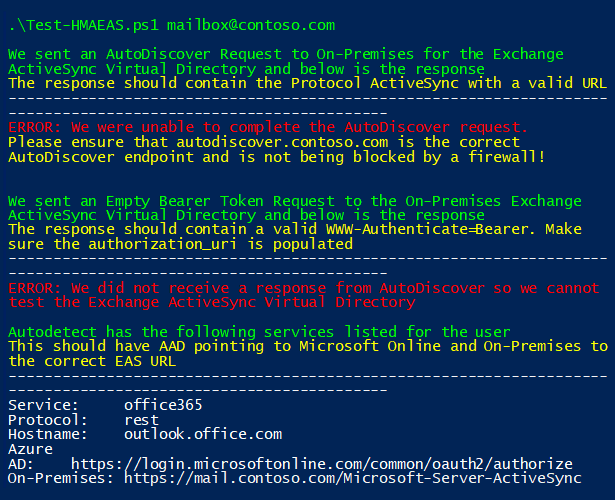 .\Test-HMAEAS.ps1 mailbox@contoso.com
We sent an AutoDiscover Request to On-Premises for the Exchange
ActiveSync Virtual Directory and below is the response
The response should contain the Protocol ActiveSync with a valid URL
-------------------------------------------------------------------
------------------------------------------
ERROR: We were unable to complete the AutoDiscover request.
Please ensure that autodiscover.contoso.com is the correct
AutoDiscover endpoint and is not being blocked by a firewall!
We sent an Empty Bearer Token Request to the On-Premises Exchange
ActiveSync Virtual Directory and below is the response
The response should contain a valid WWW-Authenticate=Bearer. Make
sure the authorization_uri is populated
-------------------------------------------------------------------
------------------------------------------
ERROR: We did not receive a response from AutoDiscover so we cannot
test the Exchange ActiveSync Virtual Directory
Autodetect has the following services listed for the user
This should have AAD pointing to Microsoft Online and On-Premises to
the correct EAS URL
-------------------------------------------------------------------
------------------------------------------
Service:     office365
Protocol:    rest
Hostname:    outlook.office.com
Azure
AD:    https://login.microsoftonline.com/common/oauth2/authorize
On-Premises: https://mail.contoso.com/Microsoft-Server-ActiveSync